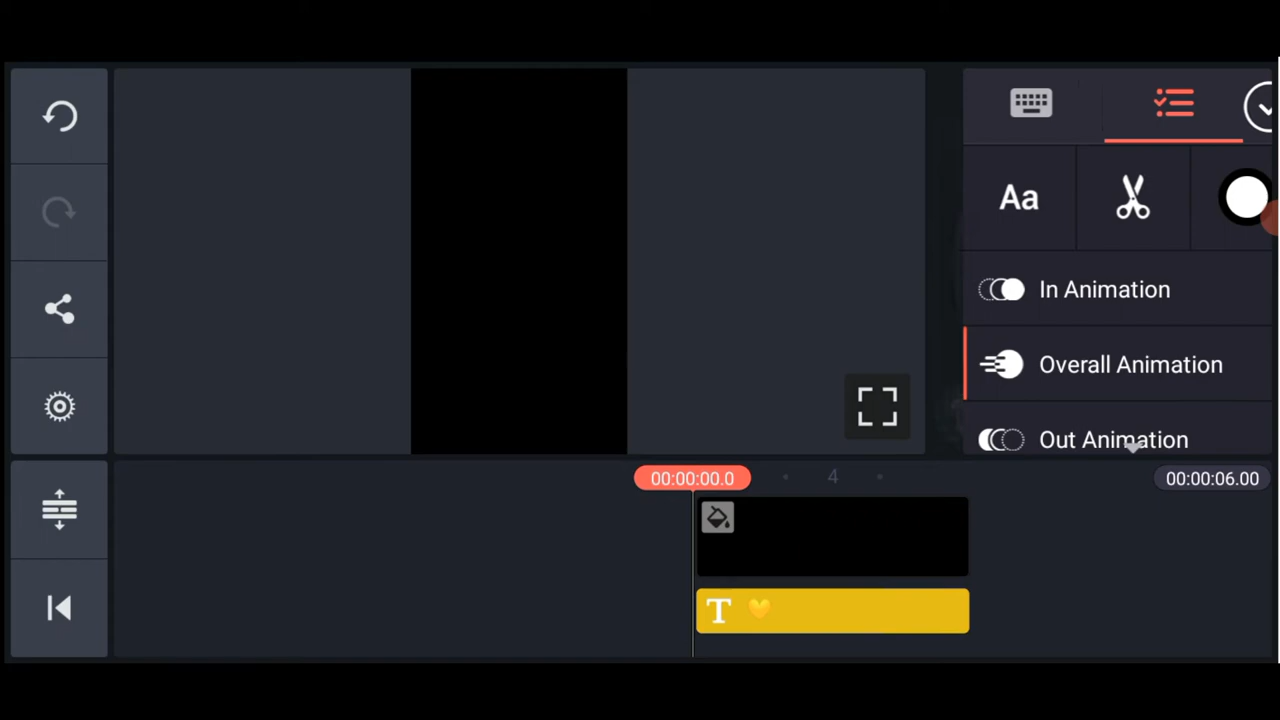 Aa
In Animation
Overall Animation
Out Animation
00:00:00.0
4
00:00:06.00
T 💛